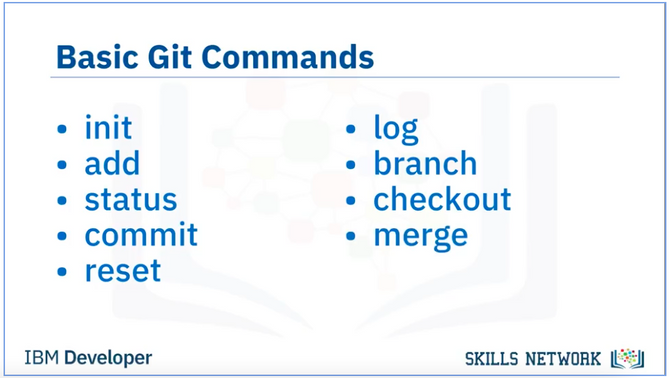 Basic Git Commands
• init
• add
• status
• commit
• reset
• log
• branch
• checkout
• merge
IBM Developer
SKILLS NETWORK